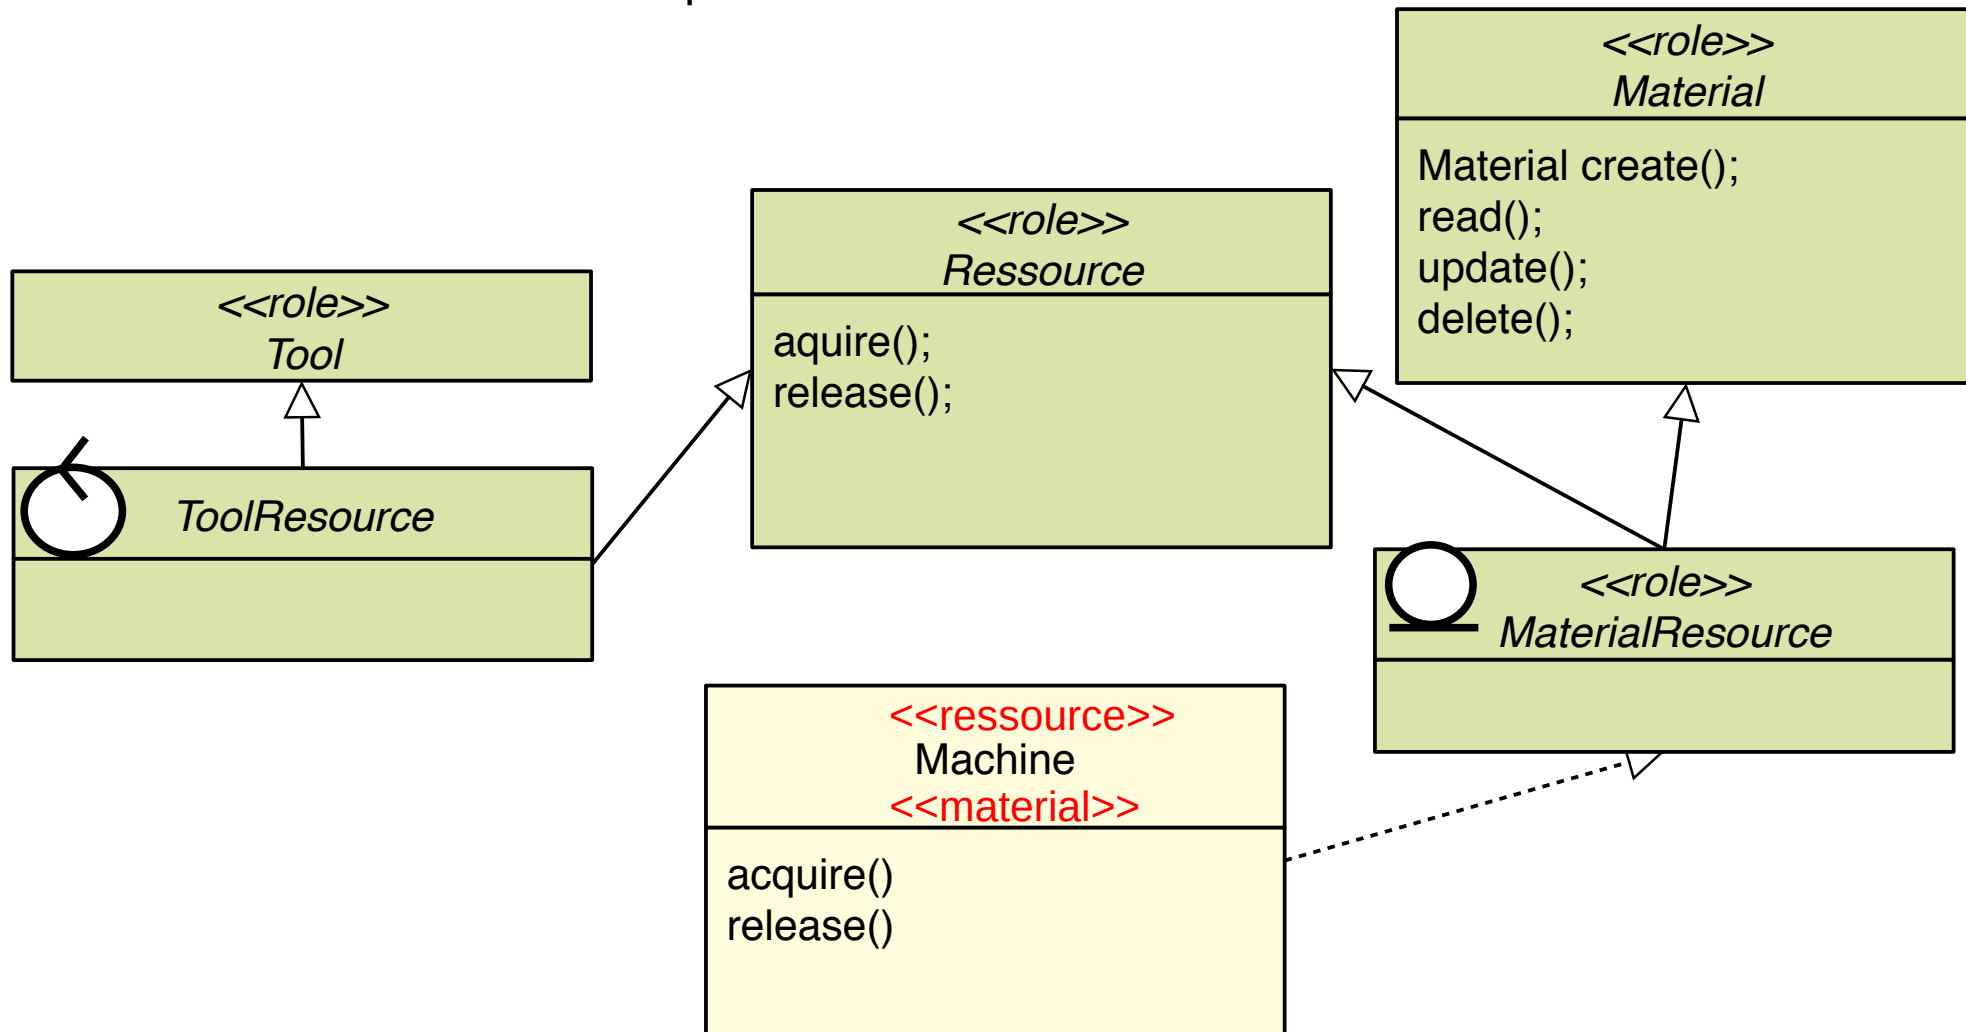 <<role>>
Material
Material create();
read();
update();
delete();
<<role>>
Ressource
aquire();
release();
<<role>>
Tool
ToolResource
<<role>>
MaterialResource
<<ressource>>
Machine
<<material>>
acquire()
release()